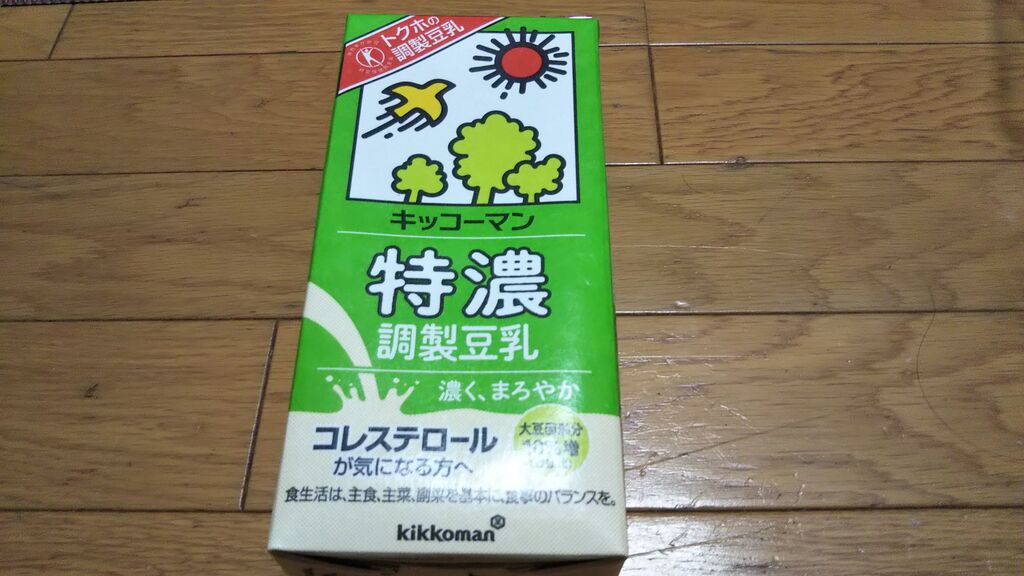 トクホの
調製豆乳
キッコーマン
特濃
調製豆乳
濃く、まろやか
コレステロール
が気になる方へ
大豆固形分
10%増
食生活は、主食、主菜、副菜を基本に、食事のバランスを。
kikkoman